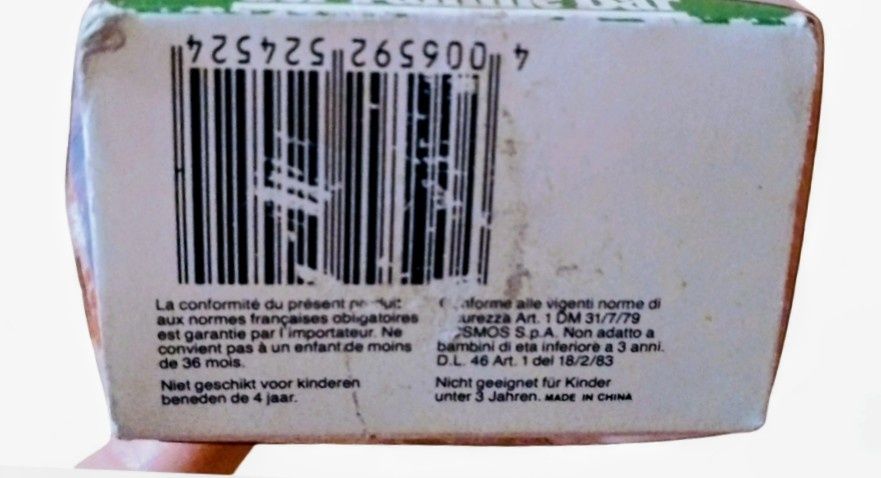 4 006592 524524
La conformité du présent produit
aux normes françaises obligatoires
est garantie par l'importateur. Ne
convient pas à un enfant de moins
de 36 mois.
Niet geschikt voor kinderen
beneden de 4 jaar.
alle vigenti norme di
Art. 1 DM 31/7/79
S.p.A. Non adatto a
bambini di eta inferiore a 3 anni.
D.L. 46 Art. 1 del 18/2/83
Nicht geeignet für Kinder
unter 3 Jahren. MADE IN CHINA